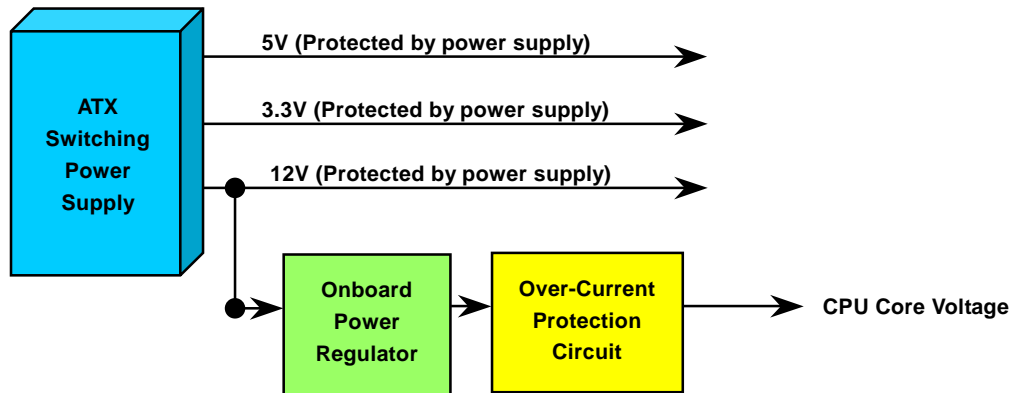 5V (Protected by power supply)
3.3V (Protected by power supply)
12V (Protected by power supply)
ATX
Switching
Power
Supply
Onboard
Power
Regulator
Over-Current
Protection
Circuit
CPU Core Voltage